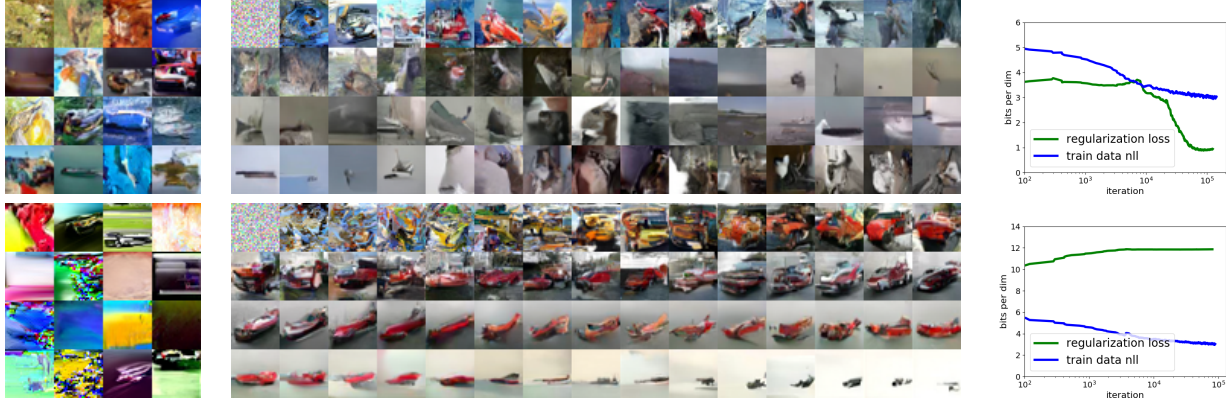 6
5
4
3
2
1
0
bits per dim
regularization loss
train data nll
10² 10³ 10⁴ 10⁵
iteration
14
12
10
8
6
4
2
0
bits per dim
regularization loss
train data nll
10² 10³ 10⁴ 10⁵
iteration